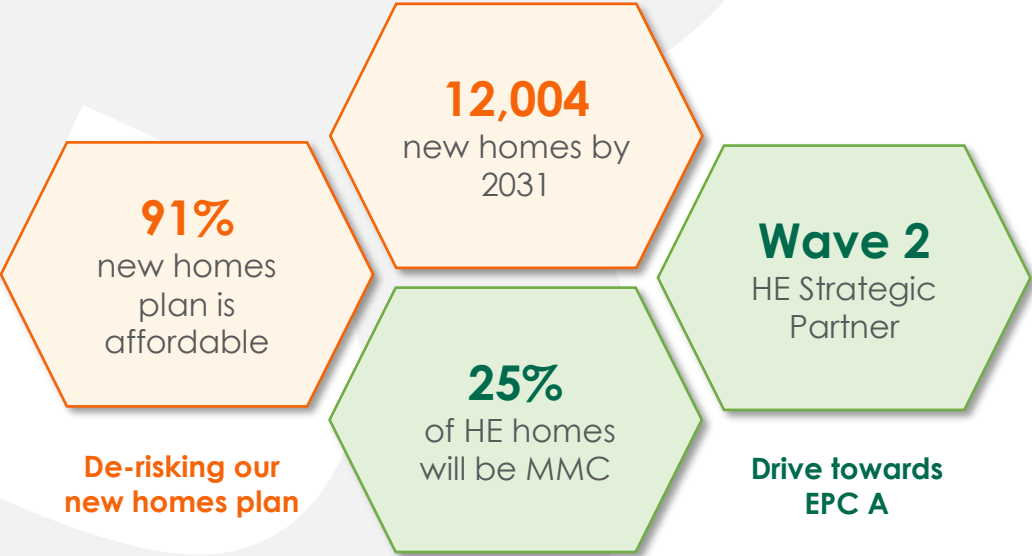 12,004
new homes by
2031
91%
new homes
plan is
affordable
Wave 2
HE Strategic
Partner
25%
of HE homes
will be MMC
De-risking our
new homes plan
Drive towards
EPC A